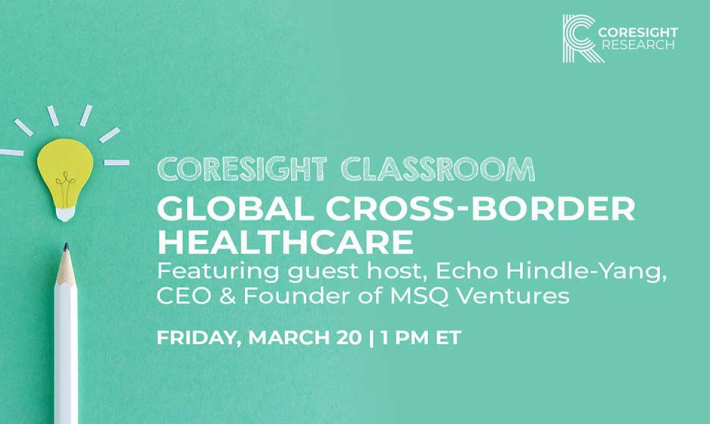 CORESIGHT
RESEARCH
CORESIGHT CLASSROOM
GLOBAL CROSS-BORDER
HEALTHCARE
Featuring guest host, Echo Hindle-Yang,
CEO & Founder of MSQ Ventures
FRIDAY, MARCH 20 | 1 PM ET